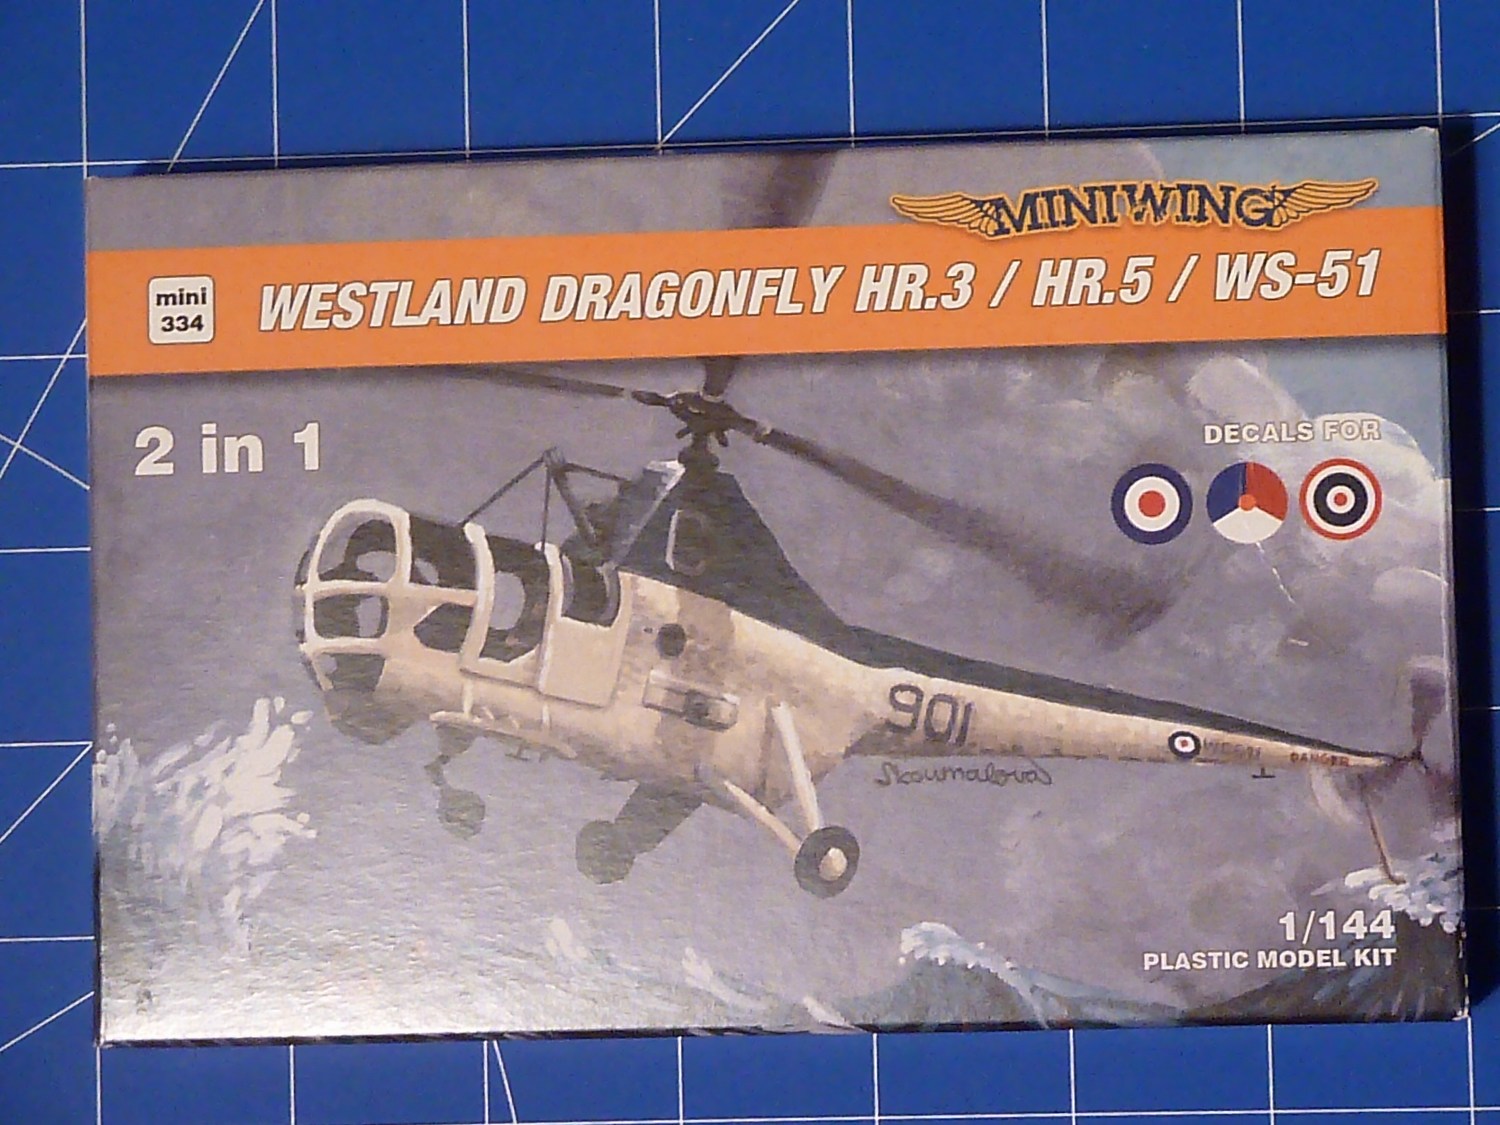 MINIWING
mini
334
WESTLAND DRAGONFLY HR.3 / HR.5 / WS-51
2 in 1
DECALS FOR
901
DANGER
Skoumalova
1/144
PLASTIC MODEL KIT